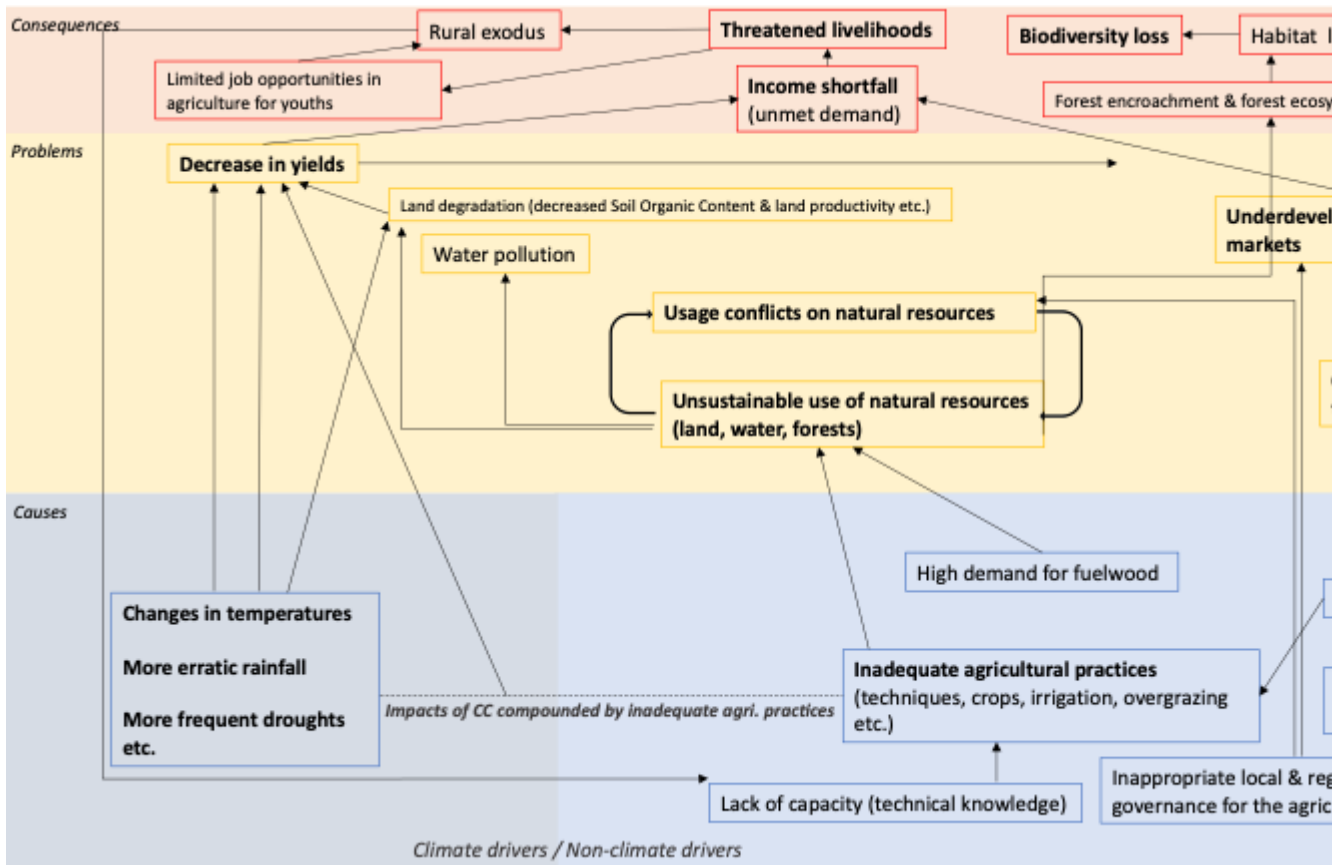 Consequences
Rural exodus
Threatened livelihoods
Biodiversity loss
Habitat
Limited job opportunities in
agriculture for youths
Income shortfall
(unmet demand)
Forest encroachment & forest
Problems
Decrease in yields
Land degradation (decreased Soil Organic Content & land productivity etc.)
Water pollution
markets
Usage conflicts on natural resources
Unsustainable use of natural resources
(land, water, forests)
Causes
High demand for fuelwood
Changes in temperatures
More erratic rainfall
More frequent droughts
etc.
Impacts of CC compounded by inadequate agri. practices
Inadequate agricultural practices
(techniques, crops, irrigation, overgrazing
etc.)
Lack of capacity (technical knowledge)
Inappropriate local &
governance for the
Climate drivers / Non-climate drivers